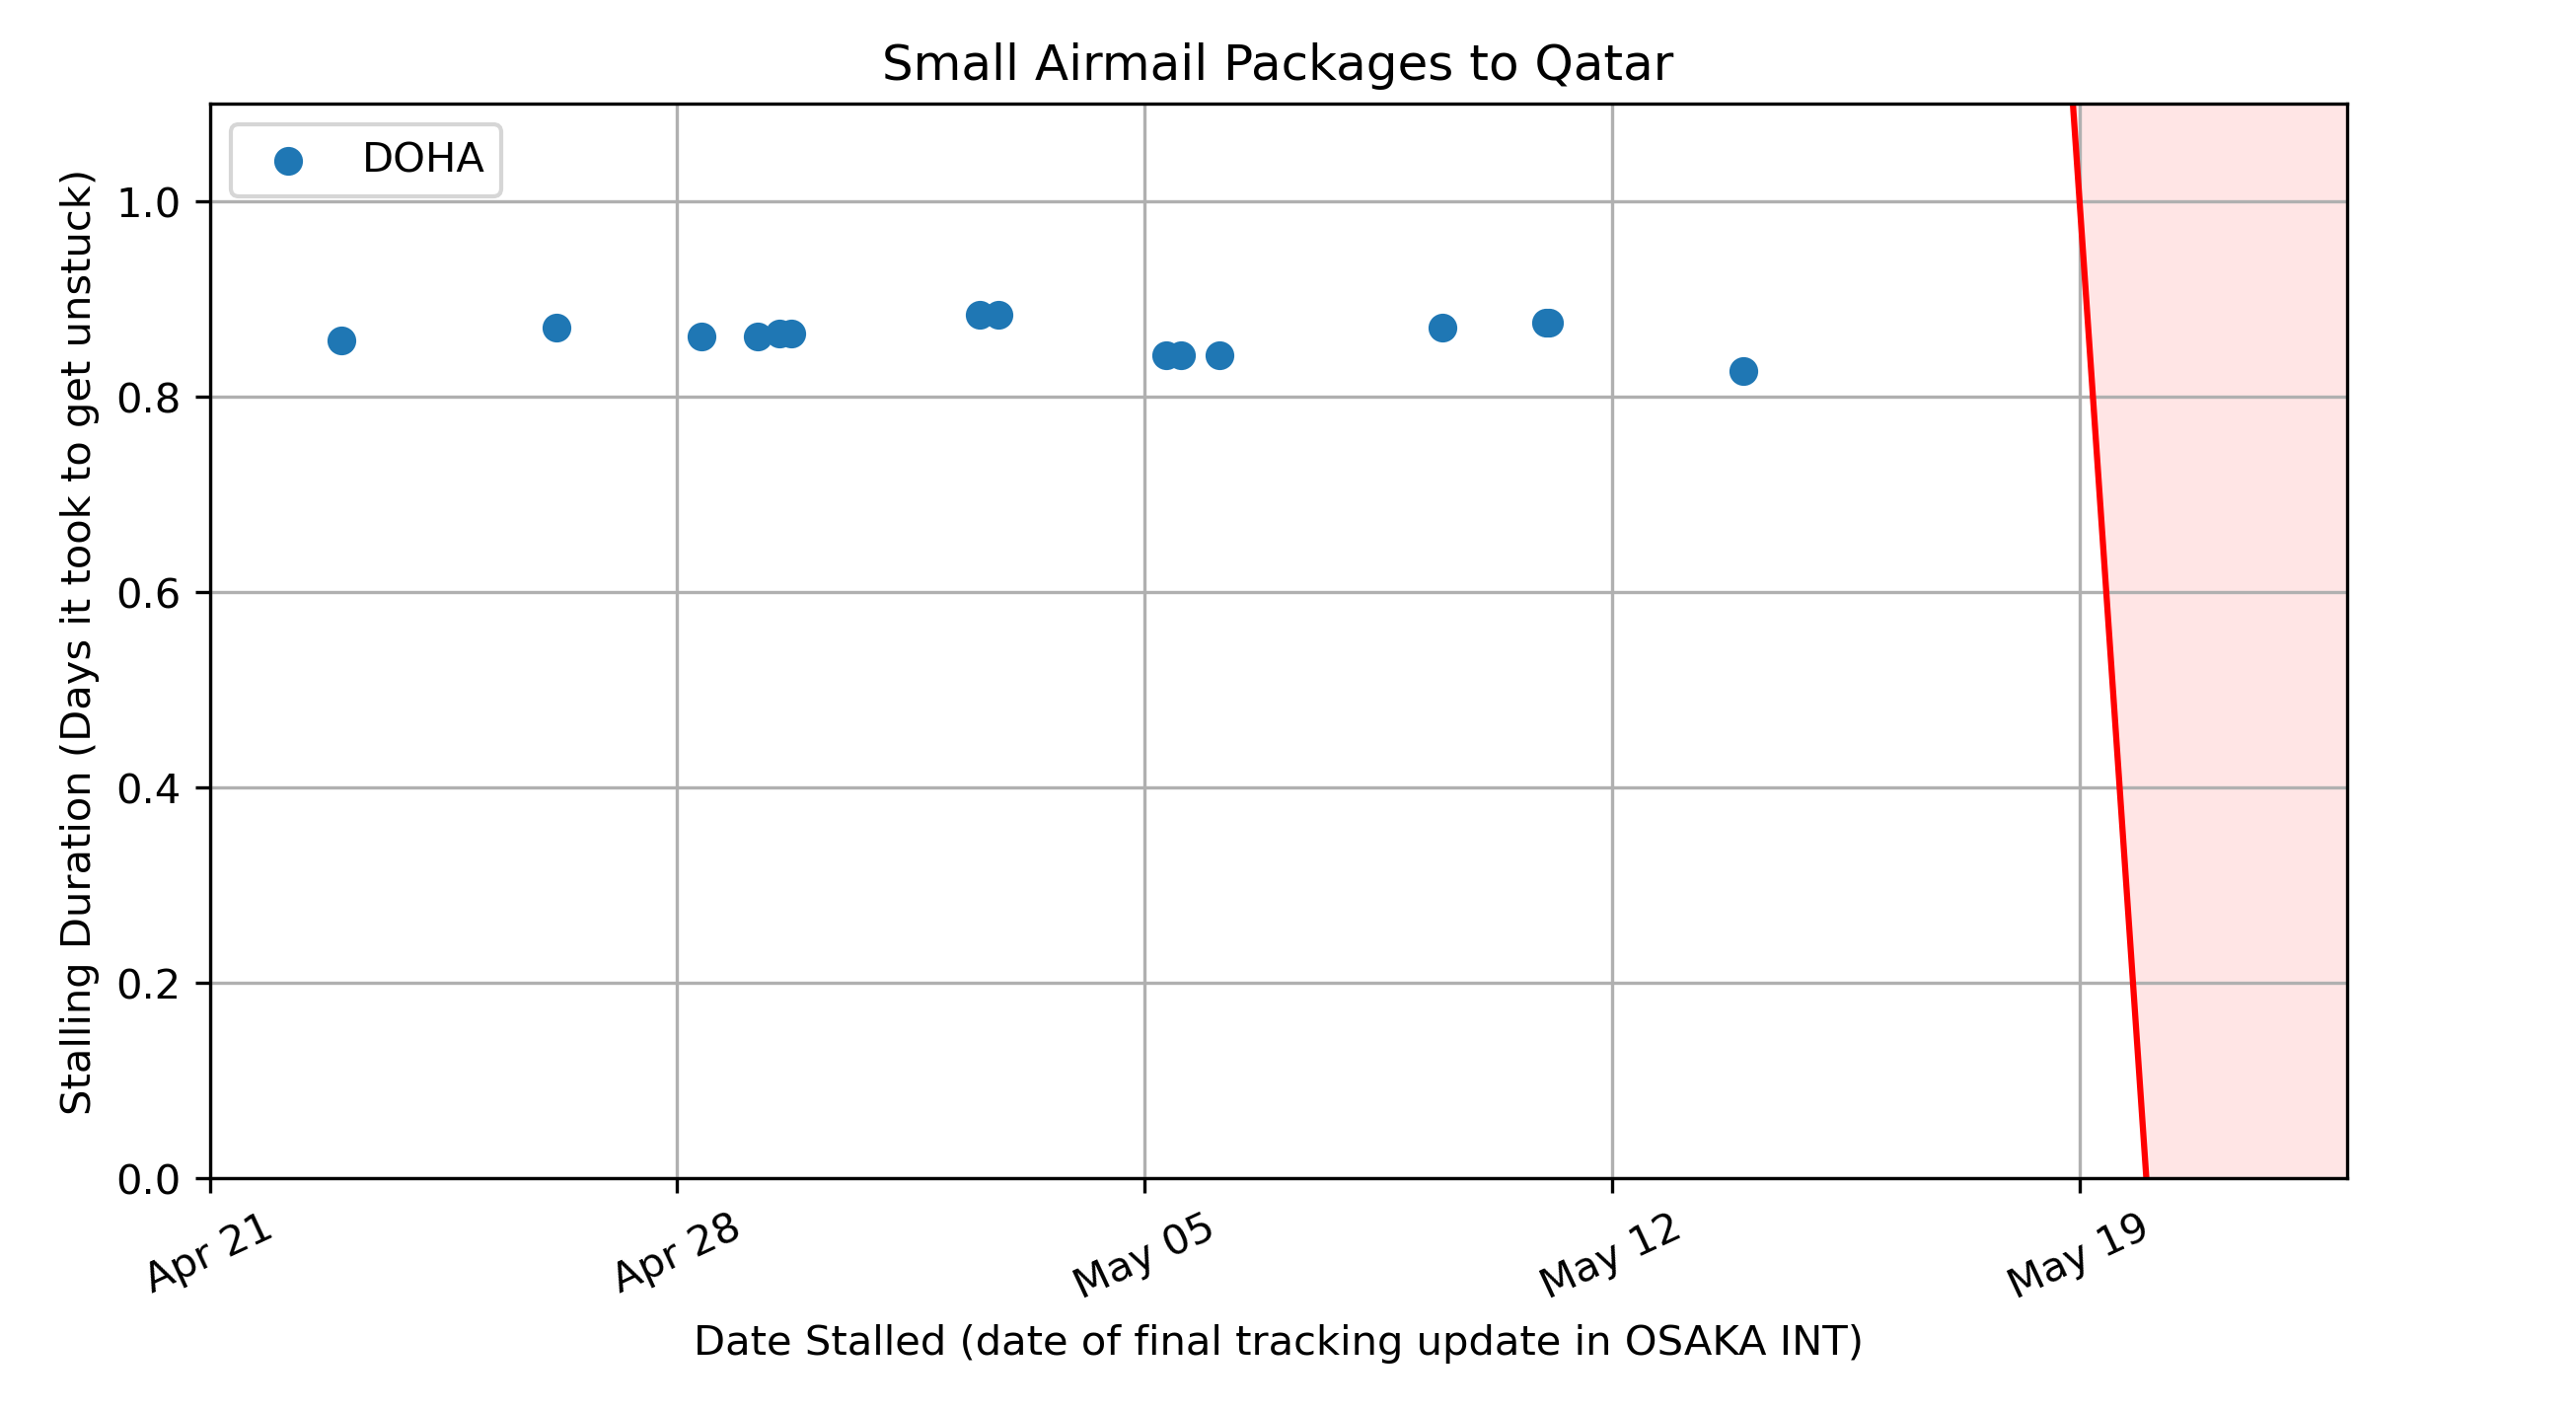 Small Airmail Packages to Qatar
DOHA
Stalling Duration (Days it took to get unstuck)
1.0
0.8
0.6
0.4
0.2
0.0
Apr 21
Apr 28
May 05
May 12
May 19
Date Stalled (date of final tracking update in OSAKA INT)